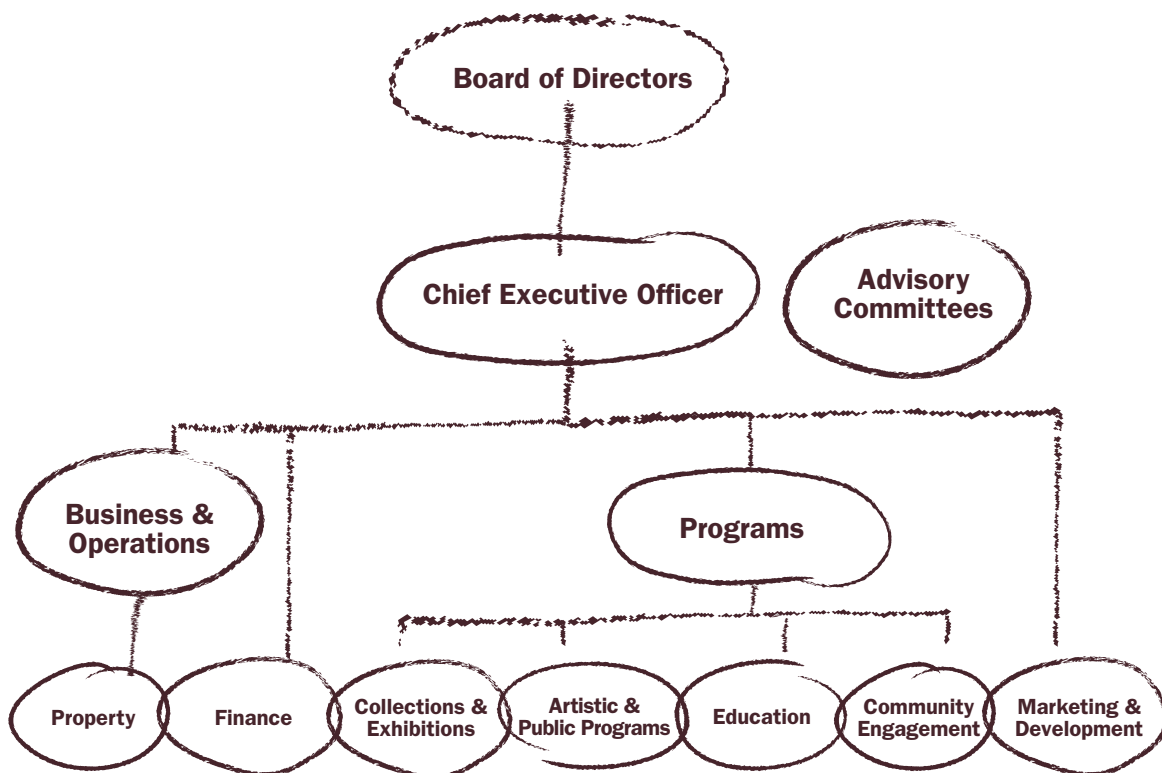 Board of Directors
Chief Executive Officer
Advisory
Committees
Business &
Operations
Programs
Property
Finance
Collections &
Exhibitions
Artistic &
Public Programs
Education
Community
Engagement
Marketing &
Development